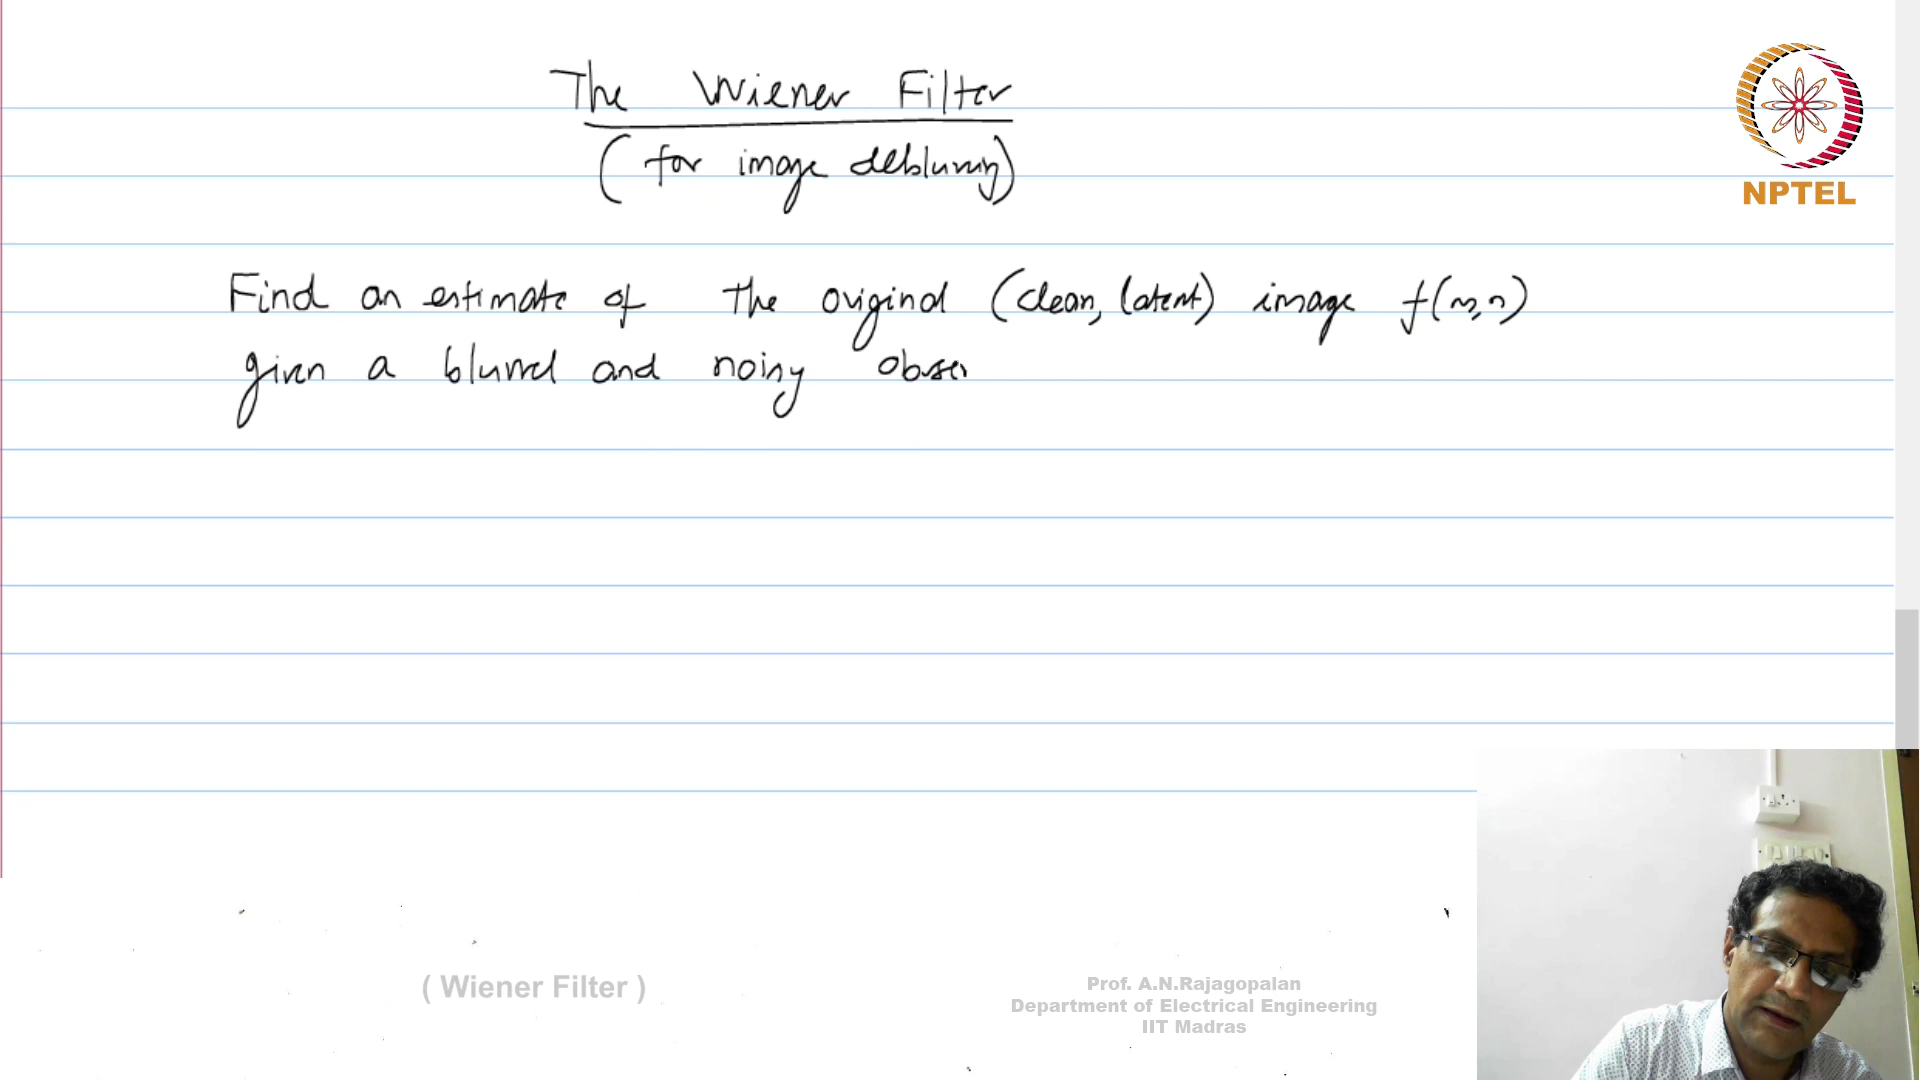 The Wiener Filter
(for image deblurring)
NPTEL
Find an estimate of the original (clean, latent) image f(m,n)
given a blurred and noisy obser
( Wiener Filter )
Prof. A.N.Rajagopalan
Department of Electrical Engineering
IIT Madras